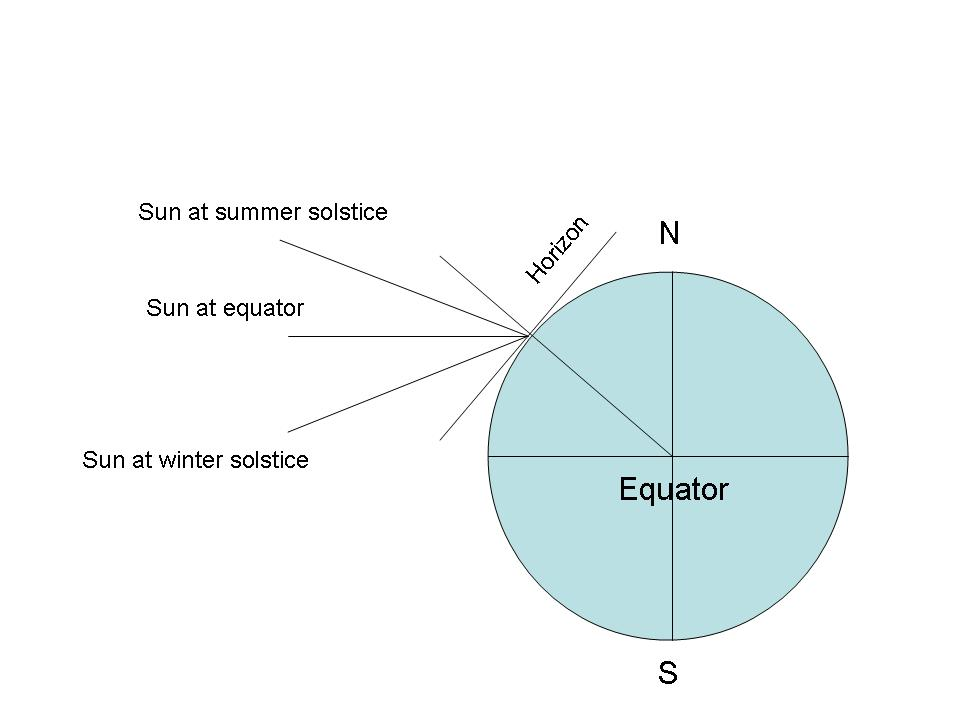 Sun at summer solstice
Horizon
N
Sun at equator
Sun at winter solstice
Equator
S